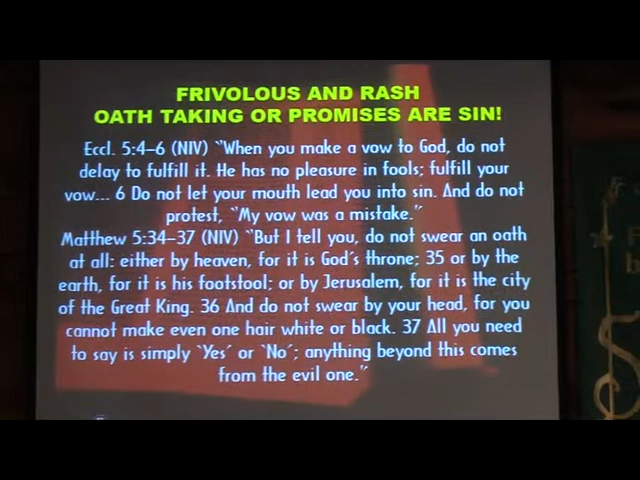 FRIVOLOUS AND RASH
OATH TAKING OR PROMISES ARE SIN!
Eccl. 5:4-6 (NIV) "When you make a vow to God, do not
delay to fulfill it. He has no pleasure in fools; fulfill your
vow... 6 Do not let your mouth lead you into sin. And do not
protest, "My vow was a mistake."
Matthew 5:34-37 (NIV) "But I tell you, do not swear an oath
at all: either by heaven, for it is God's throne; 35 or by the
earth, for it is his footstool; or by Jerusalem, for it is the city
of the Great King. 36 And do not swear by your head, for you
cannot make even one hair white or black. 37 All you need
to say is simply `Yes´ or `No´; anything beyond this comes
from the evil one."